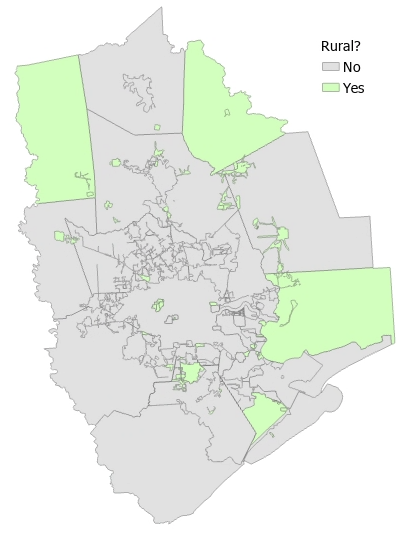 Rural?
No
Yes